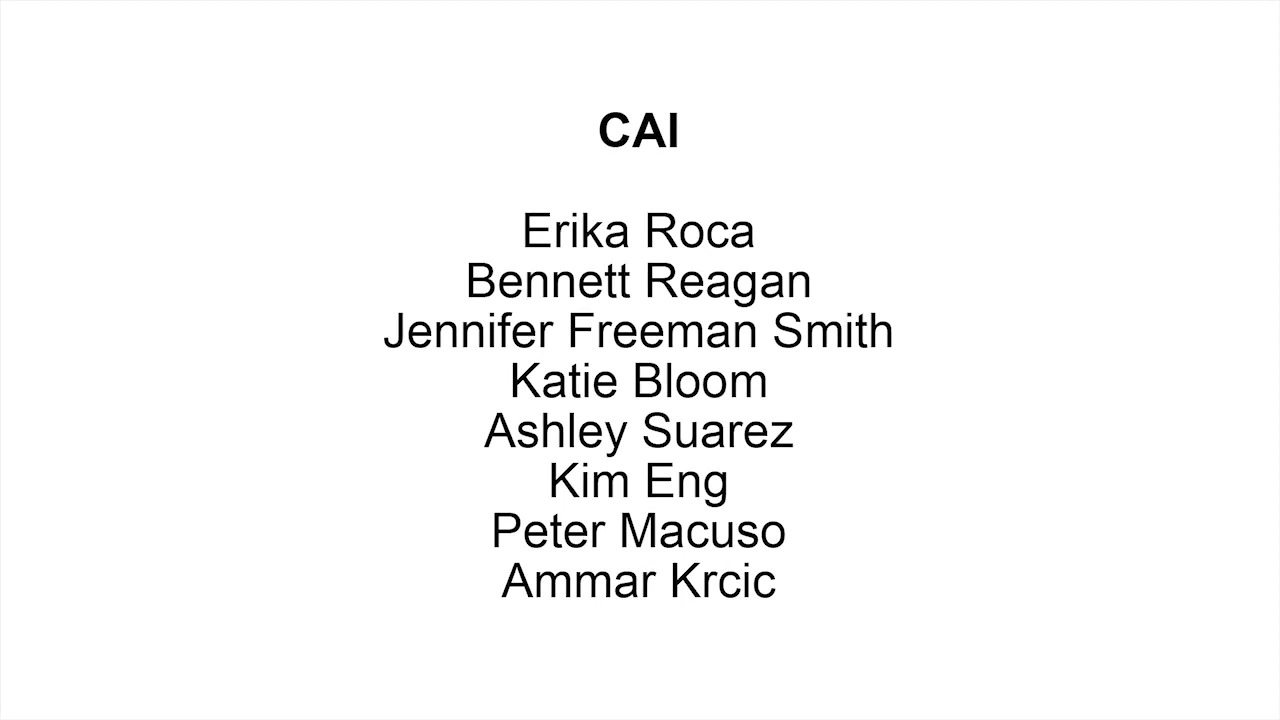 CAI
Erika Roca
Bennett Reagan
Jennifer Freeman Smith
Katie Bloom
Ashley Suarez
Kim Eng
Peter Macuso
Ammar Krcic